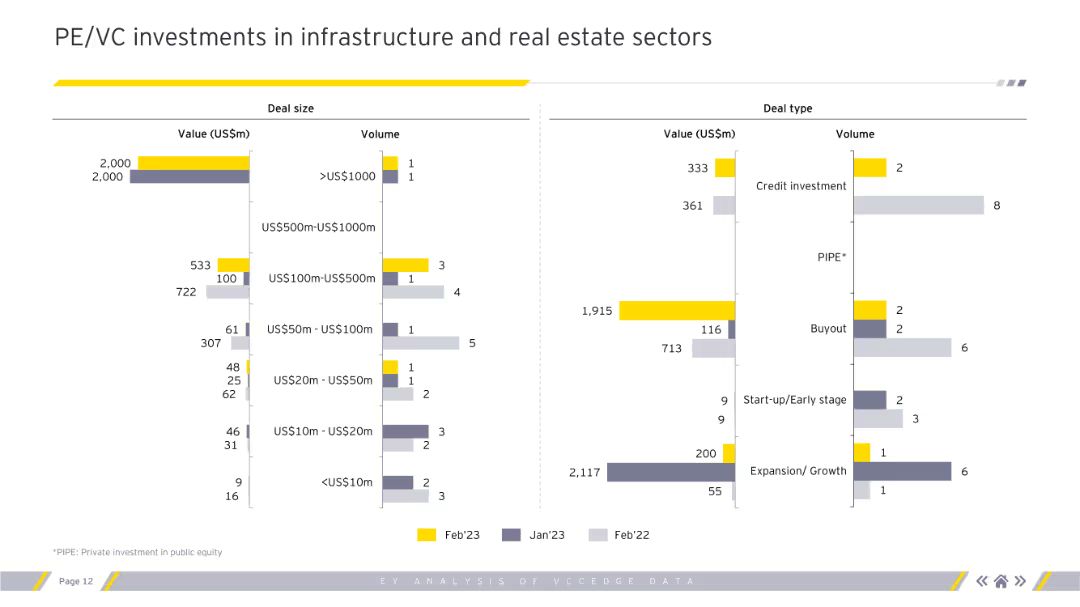 PE/VC investments in infrastructure and real estate sectors
Deal size
Value (US$m) Volume
2,000 1
2,000 >US$1000 1
US$500m-US$1000m
533 3
100 US$100m-US$500m 1
722 4
61 US$50m - US$100m 1
307 5
48 1
25 US$20m - US$50m 1
62 2
46 US$10m - US$20m 3
31 2
9 <US$10m 2
16 3
Deal type
Value (US$m) Volume
333 2
Credit investment
361 8
PIPE*
1,915 2
116 Buyout 2
713 6
9 Start-up/Early stage 2
9 3
200 1
2,117 Expansion/ Growth 6
55 1
Feb'23 Jan'23 Feb'22
*PIPE: Private investment in public equity
Page 12 EY ANALYSIS OF VCCEDGE DATA